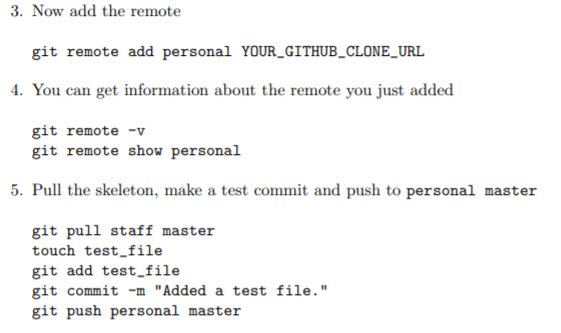 3. Now add the remote
git remote add personal YOUR_GITHUB_CLONE_URL
4. You can get information about the remote you just added
git remote -v
git remote show personal
5. Pull the skeleton, make a test commit and push to personal master
git pull staff master
touch test_file
git add test_file
git commit -m "Added a test file."
git push personal master